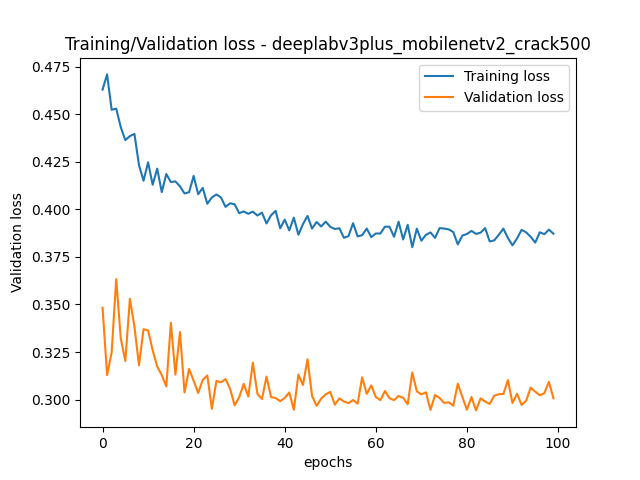 Training/Validation loss - deeplabv3plus_mobilenetv2_crack500
Training loss
Validation loss
Validation loss
0.475
0.450
0.425
0.400
0.375
0.350
0.325
0.300
0
20
40
60
80
100
epochs